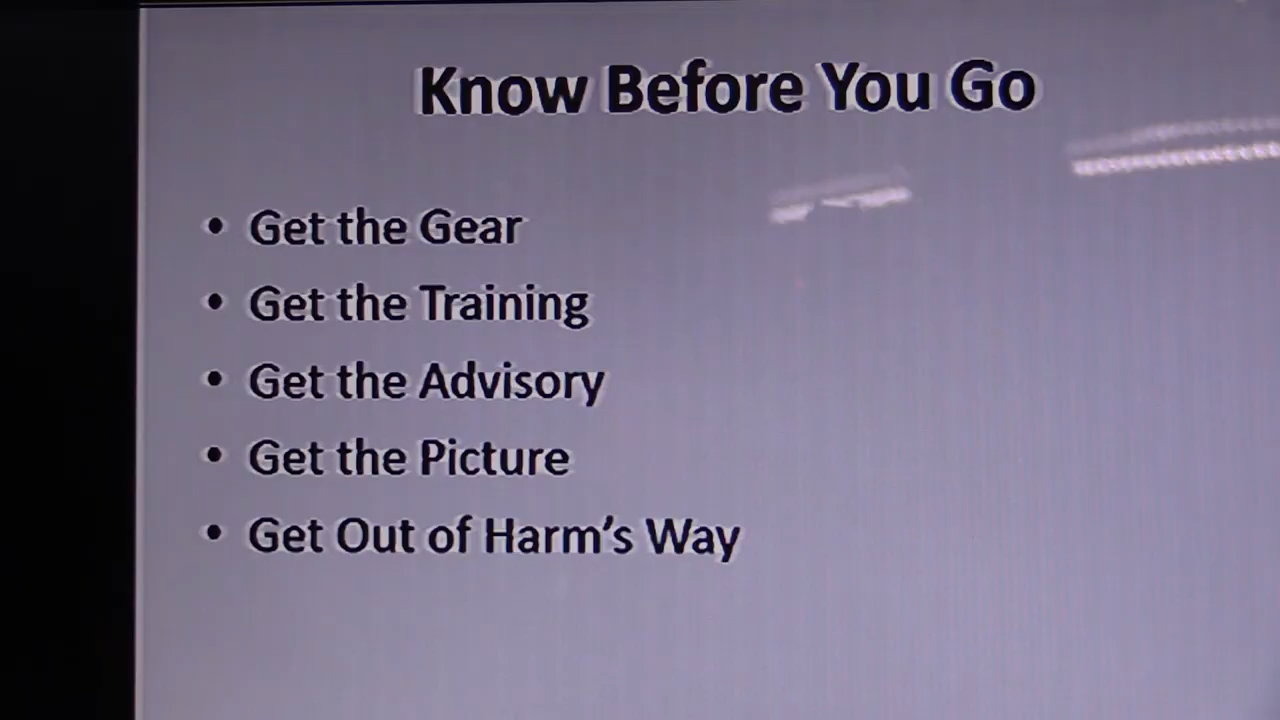 Know Before You Go
• Get the Gear
• Get the Training
• Get the Advisory
• Get the Picture
• Get Out of Harm's Way